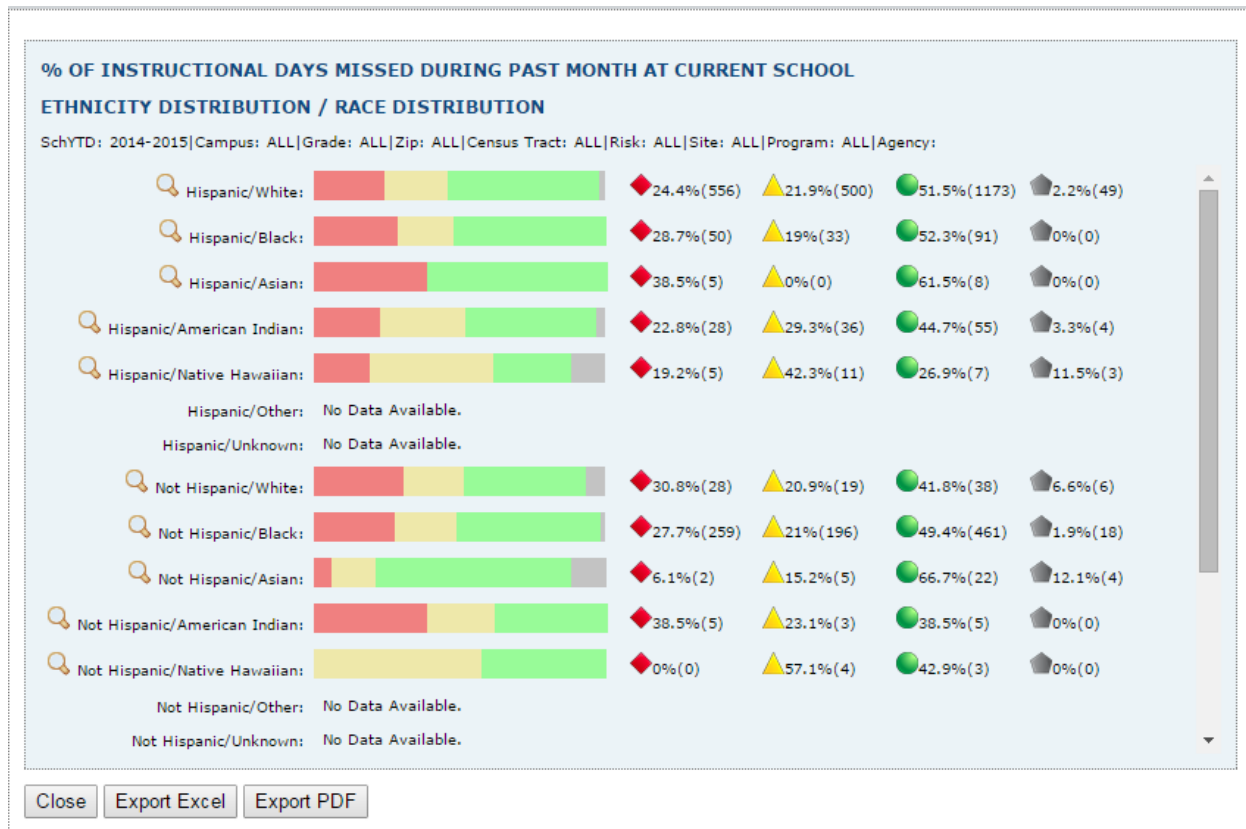 % OF INSTRUCTIONAL DAYS MISSED DURING PAST MONTH AT CURRENT SCHOOL
ETHNICITY DISTRIBUTION / RACE DISTRIBUTION
SchYTD: 2014-2015|Campus: ALL|Grade: ALL|Zip: ALL|Census Tract: ALL|Risk: ALL|Site: ALL|Program: ALL|Agency:
Hispanic/White: 24.4%(556) 21.9%(500) 51.5%(1173) 2.2%(49)
Hispanic/Black: 28.7%(50) 19%(33) 52.3%(91) 0%(0)
Hispanic/Asian: 38.5%(5) 0%(0) 61.5%(8) 0%(0)
Hispanic/American Indian: 22.8%(28) 29.3%(36) 44.7%(55) 3.3%(4)
Hispanic/Native Hawaiian: 19.2%(5) 42.3%(11) 26.9%(7) 11.5%(3)
Hispanic/Other: No Data Available.
Hispanic/Unknown: No Data Available.
Not Hispanic/White: 30.8%(28) 20.9%(19) 41.8%(38) 6.6%(6)
Not Hispanic/Black: 27.7%(259) 21%(196) 49.4%(461) 1.9%(18)
Not Hispanic/Asian: 6.1%(2) 15.2%(5) 66.7%(22) 12.1%(4)
Not Hispanic/American Indian: 38.5%(5) 23.1%(3) 38.5%(5) 0%(0)
Not Hispanic/Native Hawaiian: 0%(0) 57.1%(4) 42.9%(3) 0%(0)
Not Hispanic/Other: No Data Available.
Not Hispanic/Unknown: No Data Available.
Close Export Excel Export PDF